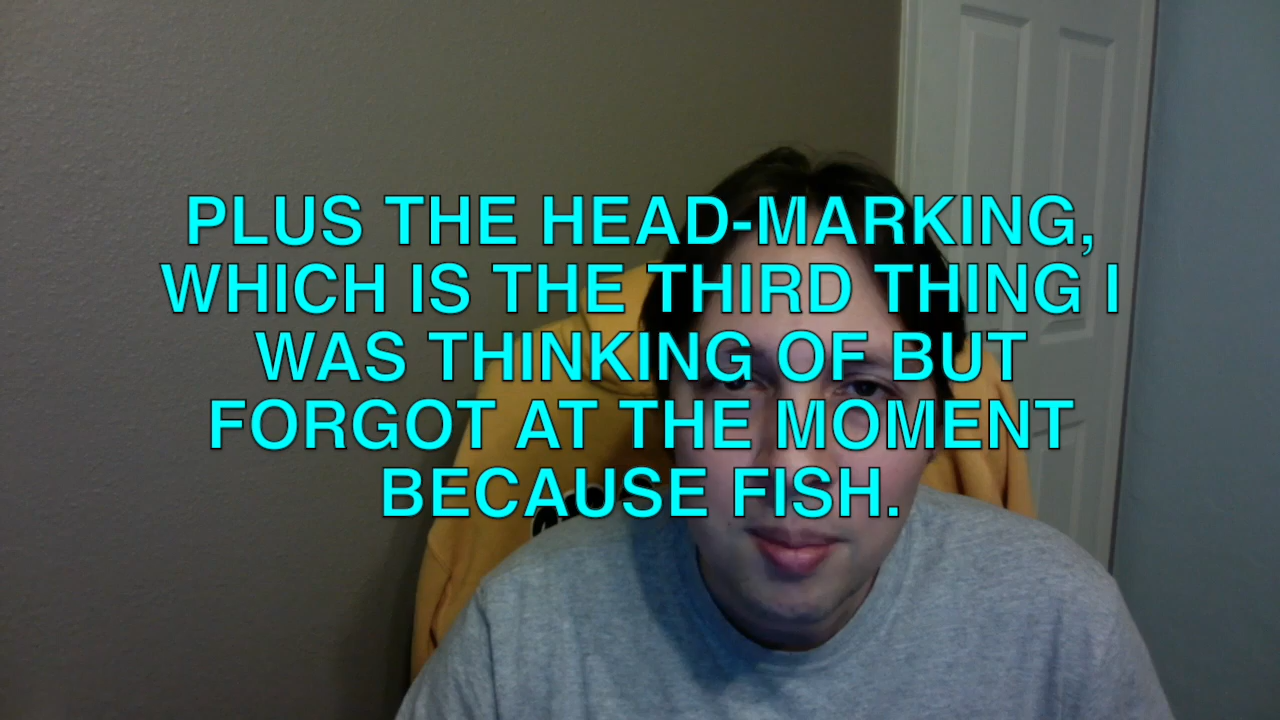 PLUS THE HEAD-MARKING,
WHICH IS THE THIRD THING I
WAS THINKING OF BUT
FORGOT AT THE MOMENT
BECAUSE FISH.